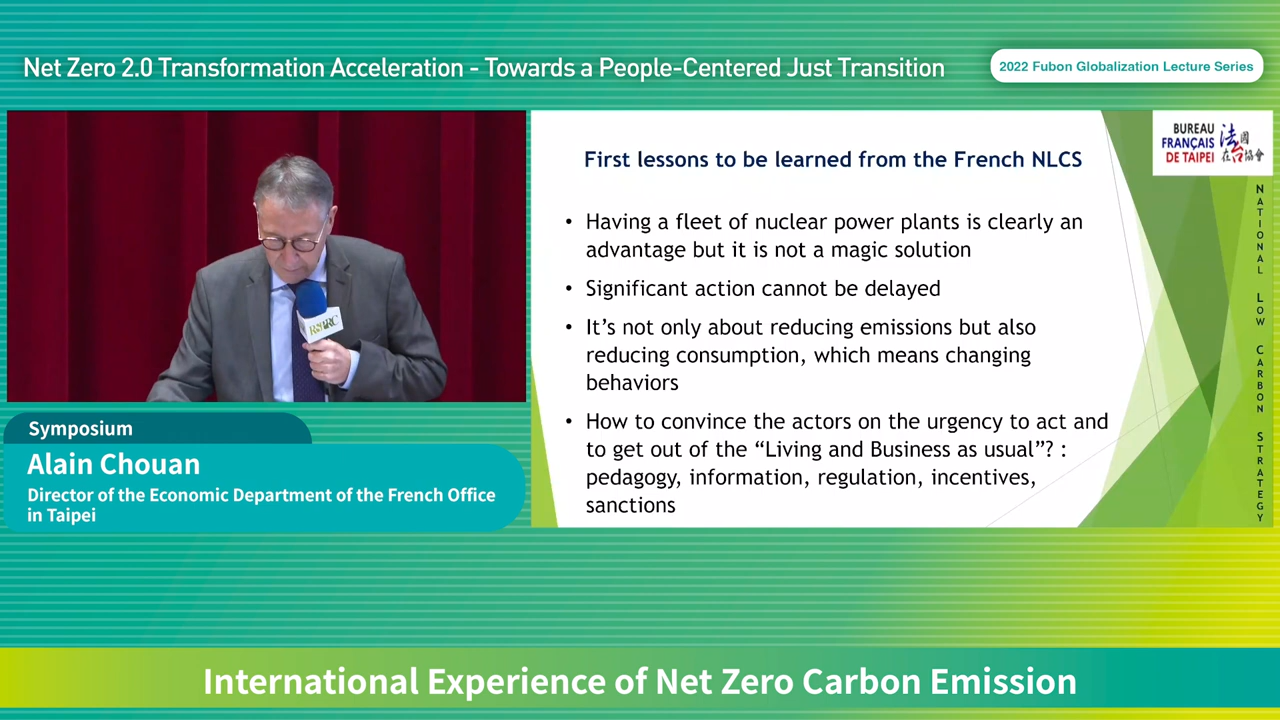 Net Zero 2.0 Transformation Acceleration - Towards a People-Centered Just Transition
2022 Fubon Globalization Lecture Series
BUREAU
FRANÇAIS
DE TAIPEI
法國
在台協會
First lessons to be learned from the French NLCS
• Having a fleet of nuclear power plants is clearly an
advantage but it is not a magic solution
• Significant action cannot be delayed
• It’s not only about reducing emissions but also
reducing consumption, which means changing
behaviors
• How to convince the actors on the urgency to act and
to get out of the “Living and Business as usual”? :
pedagogy, information, regulation, incentives,
sanctions
NATIONAL LOW CARBON STRATEGY
RSPRC
Symposium
Alain Chouan
Director of the Economic Department of the French Office
in Taipei
International Experience of Net Zero Carbon Emission